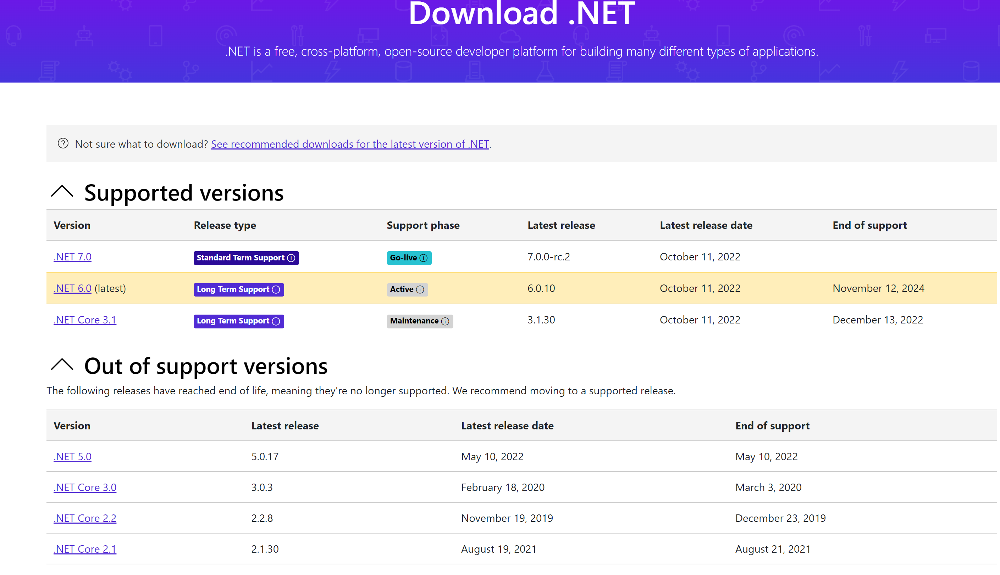 Download .NET
.NET is a free, cross-platform, open-source developer platform for building many different types of applications.
Not sure what to download? See recommended downloads for the latest version of .NET.
Supported versions
Version Release type Support phase Latest release Latest release date End of support
.NET 7.0 Standard Term Support Go-live 7.0.0-rc.2 October 11, 2022
.NET 6.0 (latest) Long Term Support Active 6.0.10 October 11, 2022 November 12, 2024
.NET Core 3.1 Long Term Support Maintenance 3.1.30 October 11, 2022 December 13, 2022
Out of support versions
The following releases have reached end of life, meaning they're no longer supported. We recommend moving to a supported release.
Version Latest release Latest release date End of support
.NET 5.0 5.0.17 May 10, 2022 May 10, 2022
.NET Core 3.0 3.0.3 February 18, 2020 March 3, 2020
.NET Core 2.2 2.2.8 November 19, 2019 December 23, 2019
.NET Core 2.1 2.1.30 August 19, 2021 August 21, 2021